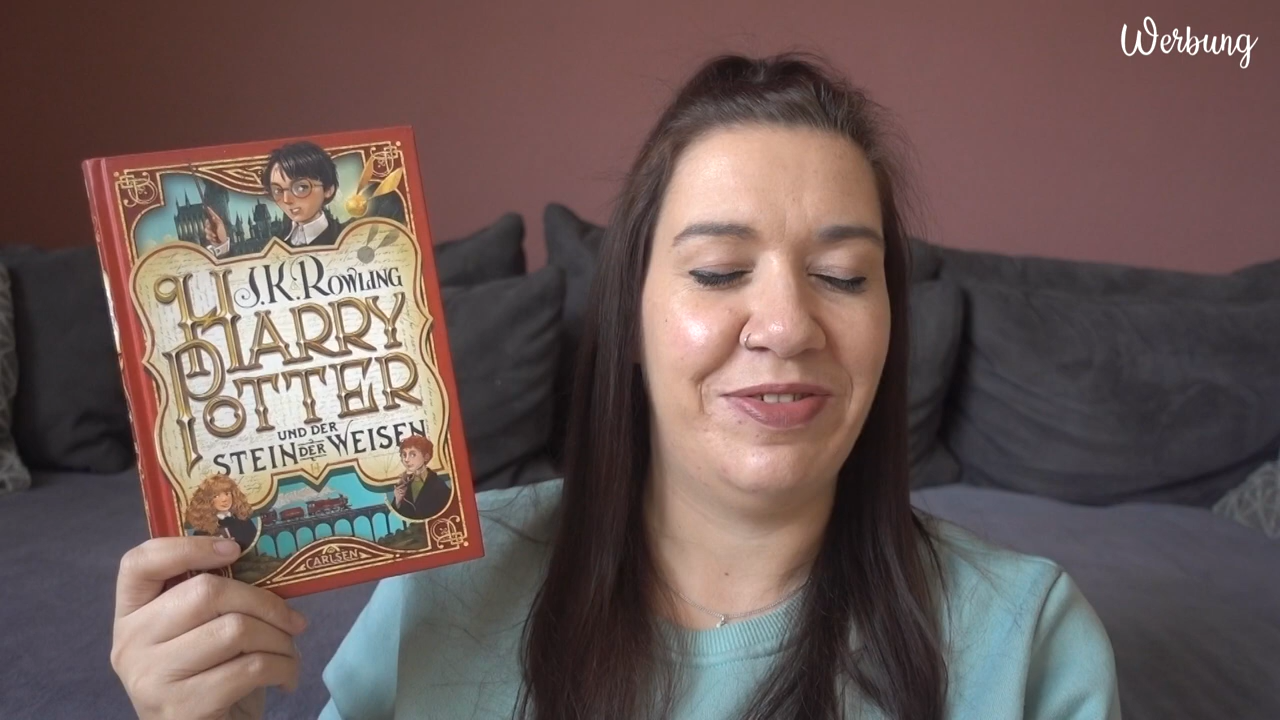 Werbung
J.K. ROWLING
HARRY
POTTER
UND DER
STEIN DER WEISEN
CARLSEN